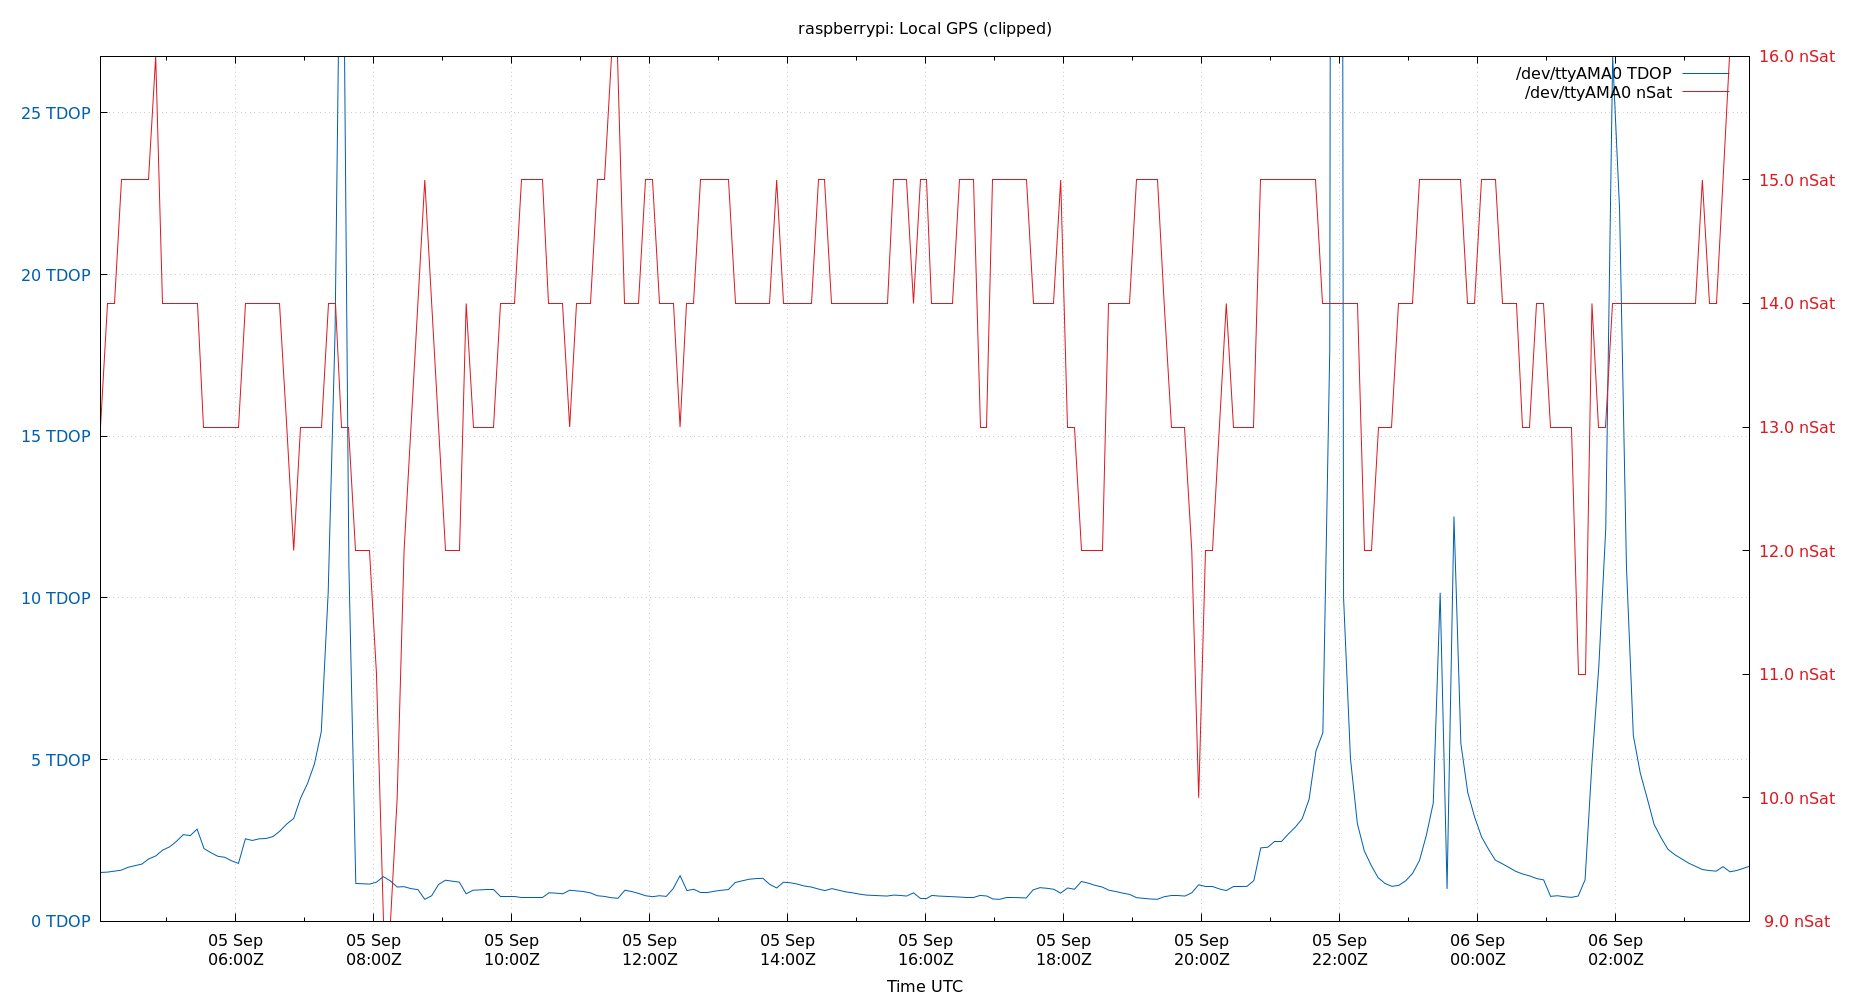 raspberrypi: Local GPS (clipped)
/dev/ttyAMA0 TDOP
/dev/ttyAMA0 nSat
25 TDOP
20 TDOP
15 TDOP
10 TDOP
5 TDOP
0 TDOP
16.0 nSat
15.0 nSat
14.0 nSat
13.0 nSat
12.0 nSat
11.0 nSat
10.0 nSat
9.0 nSat
05 Sep
06:00Z
05 Sep
08:00Z
05 Sep
10:00Z
05 Sep
12:00Z
05 Sep
14:00Z
05 Sep
16:00Z
05 Sep
18:00Z
05 Sep
20:00Z
05 Sep
22:00Z
06 Sep
00:00Z
06 Sep
02:00Z
Time UTC